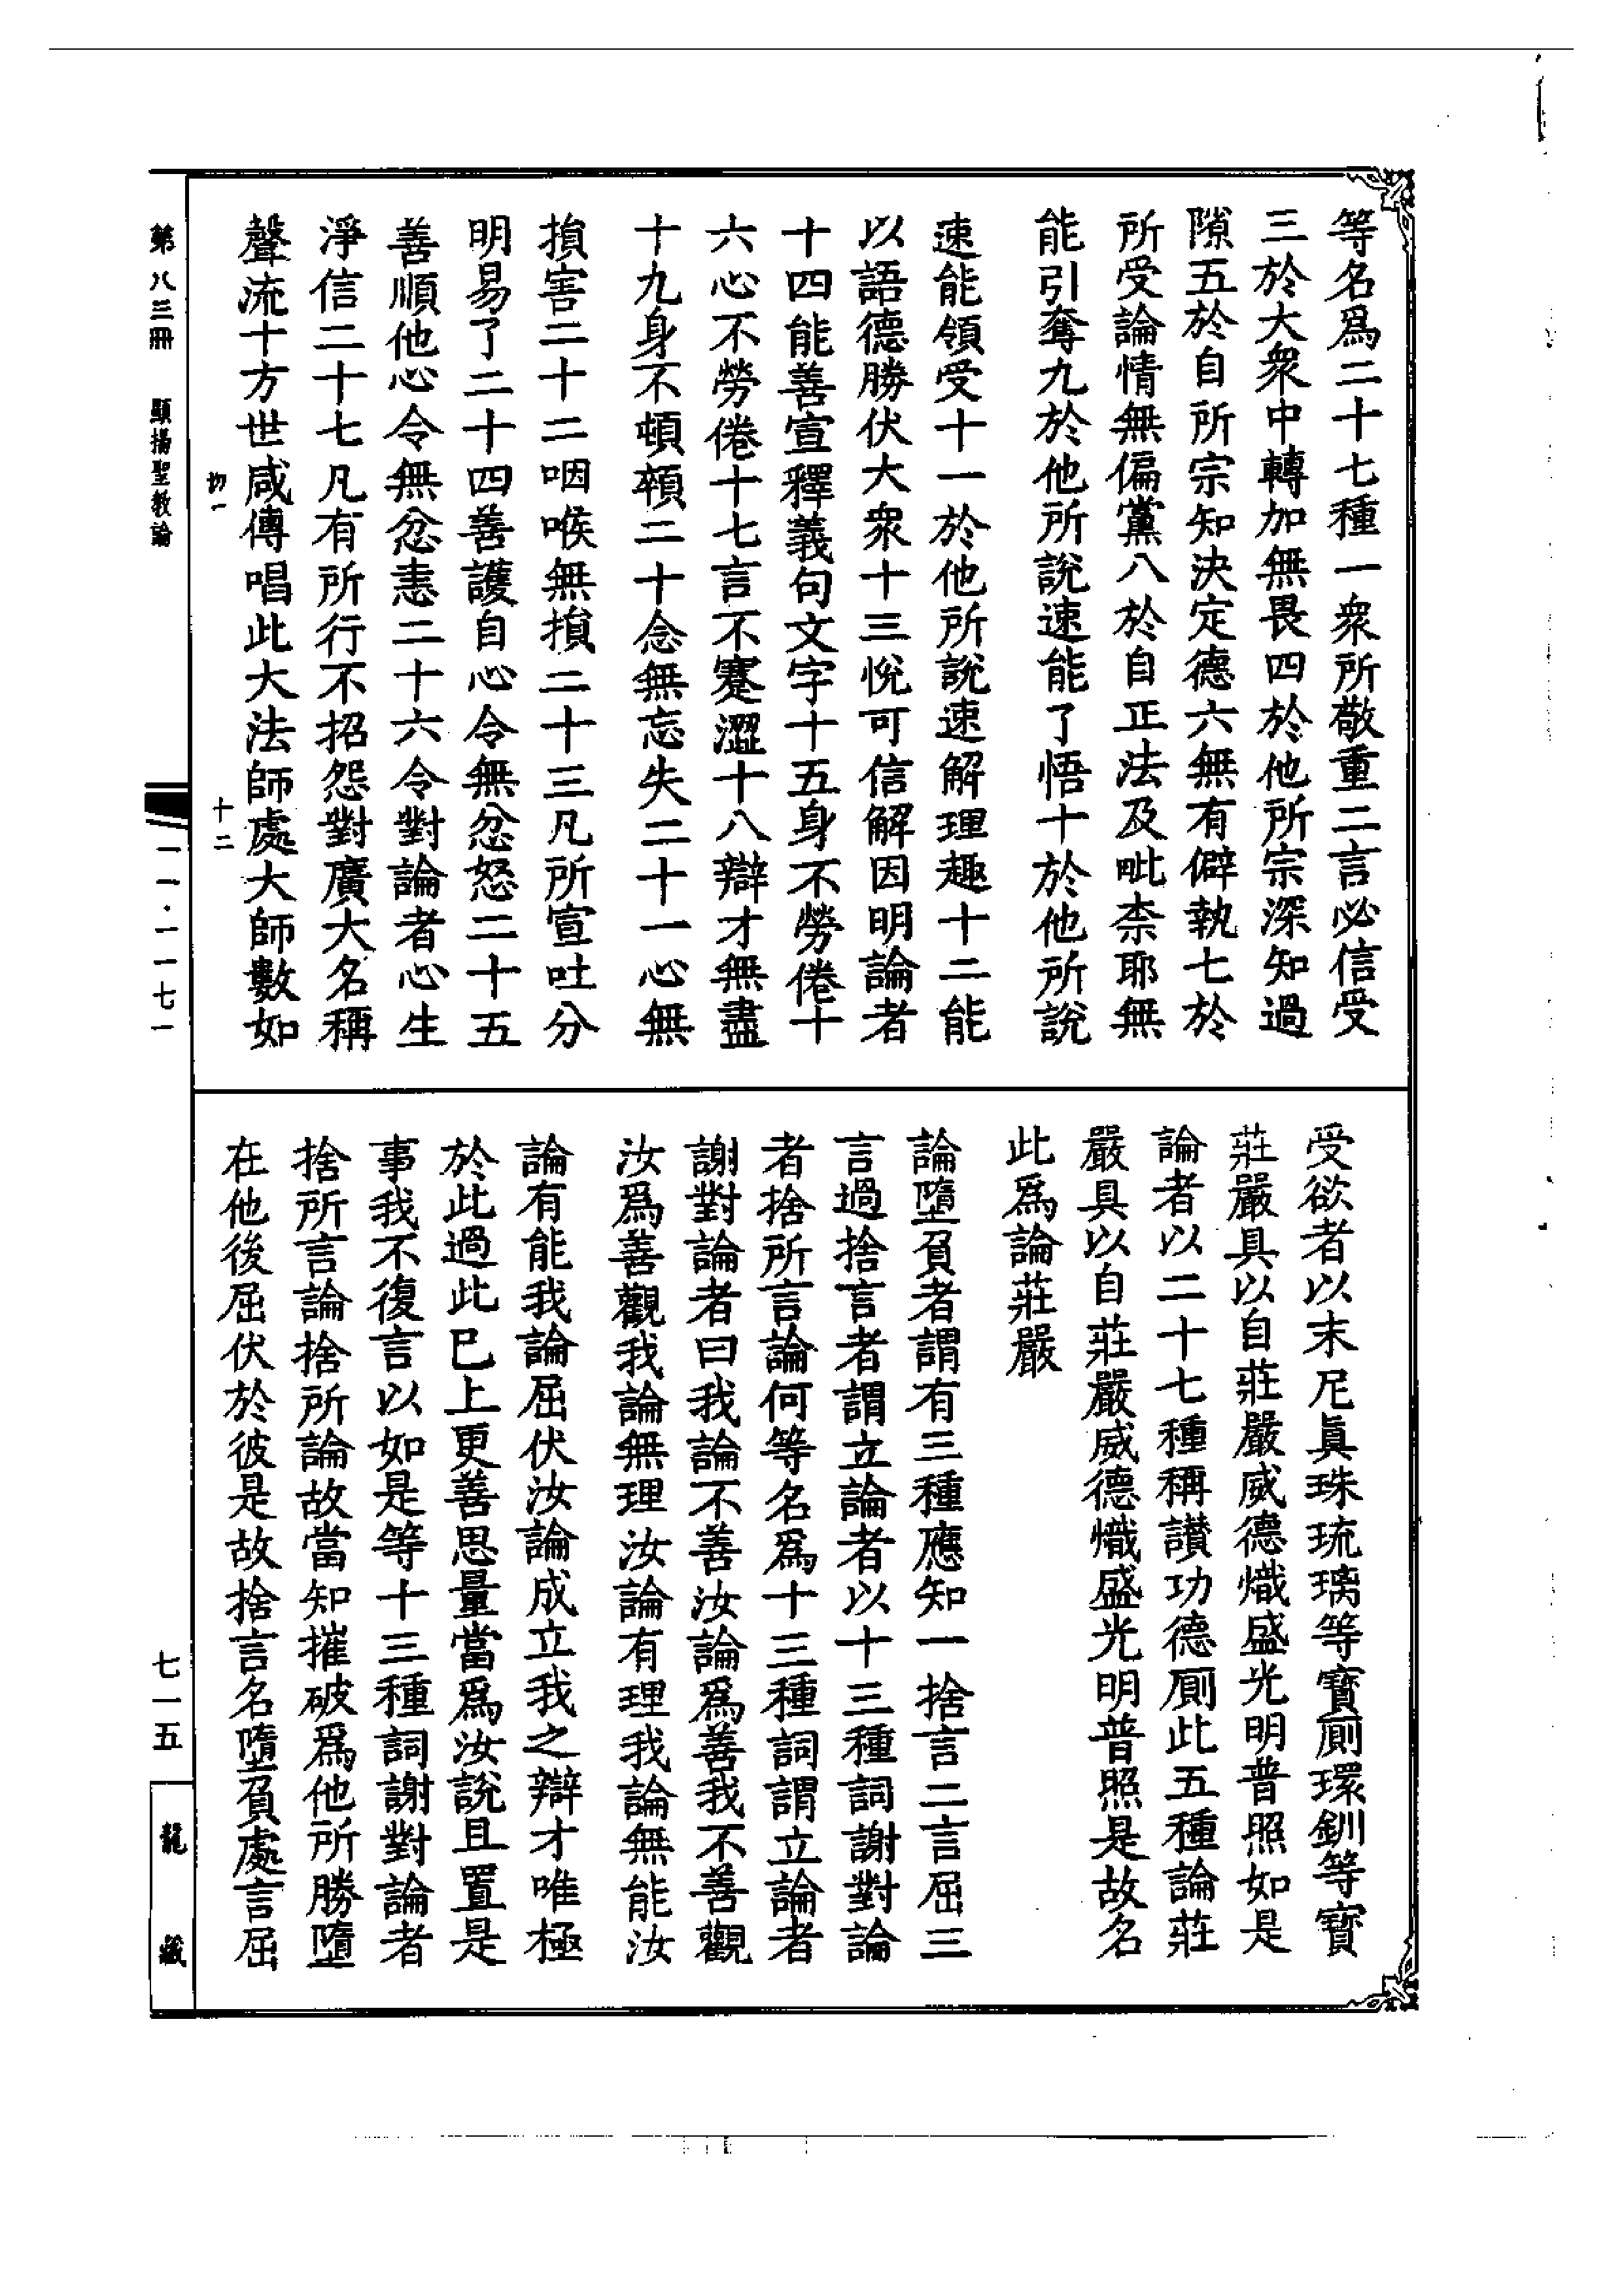 等名爲二十七種一衆所敬重二言必信受
三於大衆中轉加無畏四於他所宗深知過
隙五於自所宗知決定德六無有僻執七於
所受論情無偏黨八於自正法及毗柰耶無
能引奪九於他所說速能了悟十於他所說
速能領受十一於他所說速解理趣十二能
以語德勝伏大衆十三悅可信解因明論者
十四能善宣釋義句文字十五身不勞倦十
六心不勞倦十七言不蹇澀十八辯才無盡
十九身不頓顇二十念無忘失二十一心無
損害二十二咽喉無損二十三凡所宣吐分
明易了二十四善護自心令無忿怒二十五
善順他心令無忿恚二十六令對論者心生
淨信二十七凡有所行不招怨對廣大名稱
聲流十方世咸傳唱此大法師處大師數如
受欲者以末尼眞珠琉璃等寶廁環釧等寶
莊嚴具以自莊嚴威德熾盛光明普照如是
論者以二十七種稱讃功德廁此五種論莊
嚴具以自莊嚴威德熾盛光明普照是故名
此爲論莊嚴
論墮負者謂有三種應知一捨言二言屈三
言過捨言者謂立論者以十三種詞謝對論
者捨所言論何等名爲十三種詞謂立論者
謝對論者曰我論不善汝論爲善我不善觀
汝爲善觀我論無理汝論有理我論無能汝
論有能我論屈伏汝論成立我之辯才唯極
於此過此已上更善思量當爲汝說且置是
事我不復言以如是等十三種詞謝對論者
捨所言論捨所論故當知摧破爲他所勝墮
在他後屈伏於彼是故捨言名墮負處言屈
切一
十二
第八三冊 顯揚聖教論
一一·一一七一
七一五
龍藏